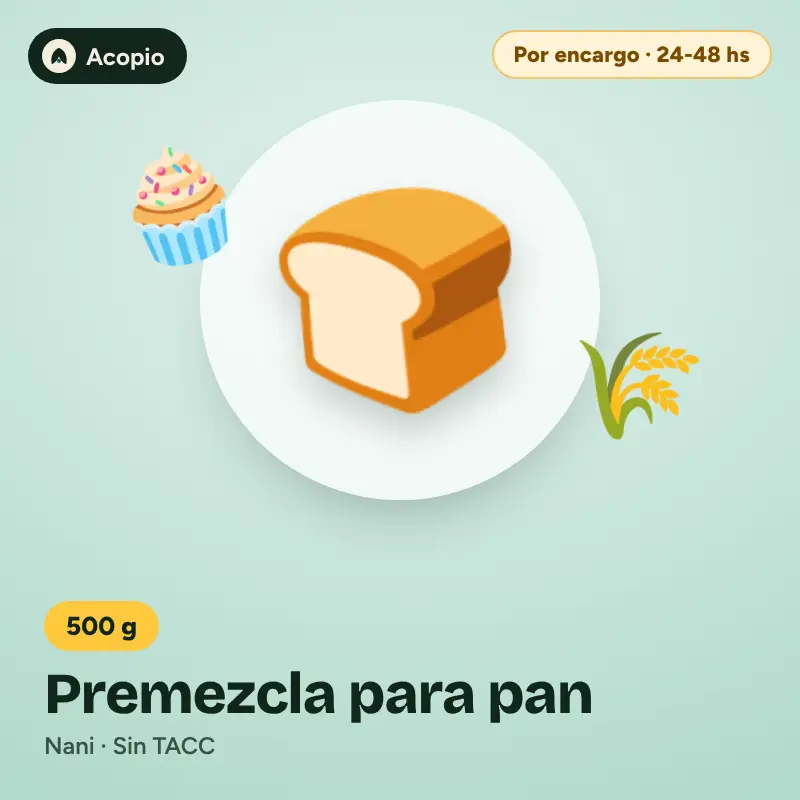 Acopio
Por encargo · 24-48 hs
500 g
Premezcla para pan
Nani · Sin TACC